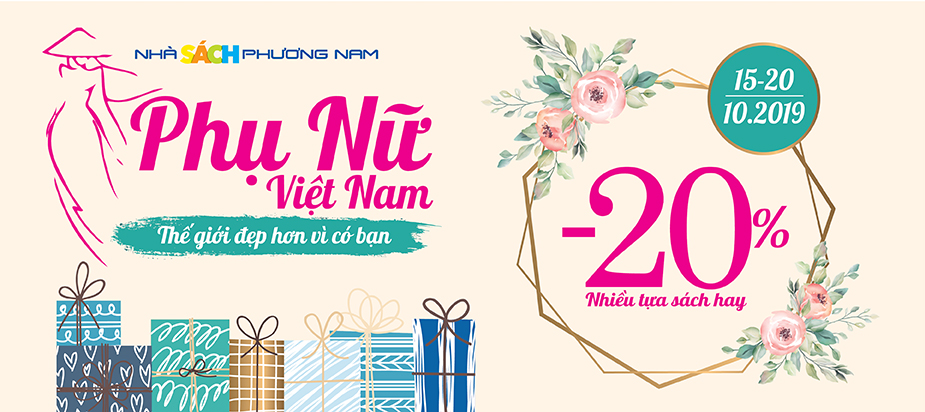 NHÀ SÁCH PHƯƠNG NAM
Phụ Nữ
Việt Nam
Thế giới đẹp hơn vì có bạn
15-20
10.2019
-20%
Nhiều tựa sách hay